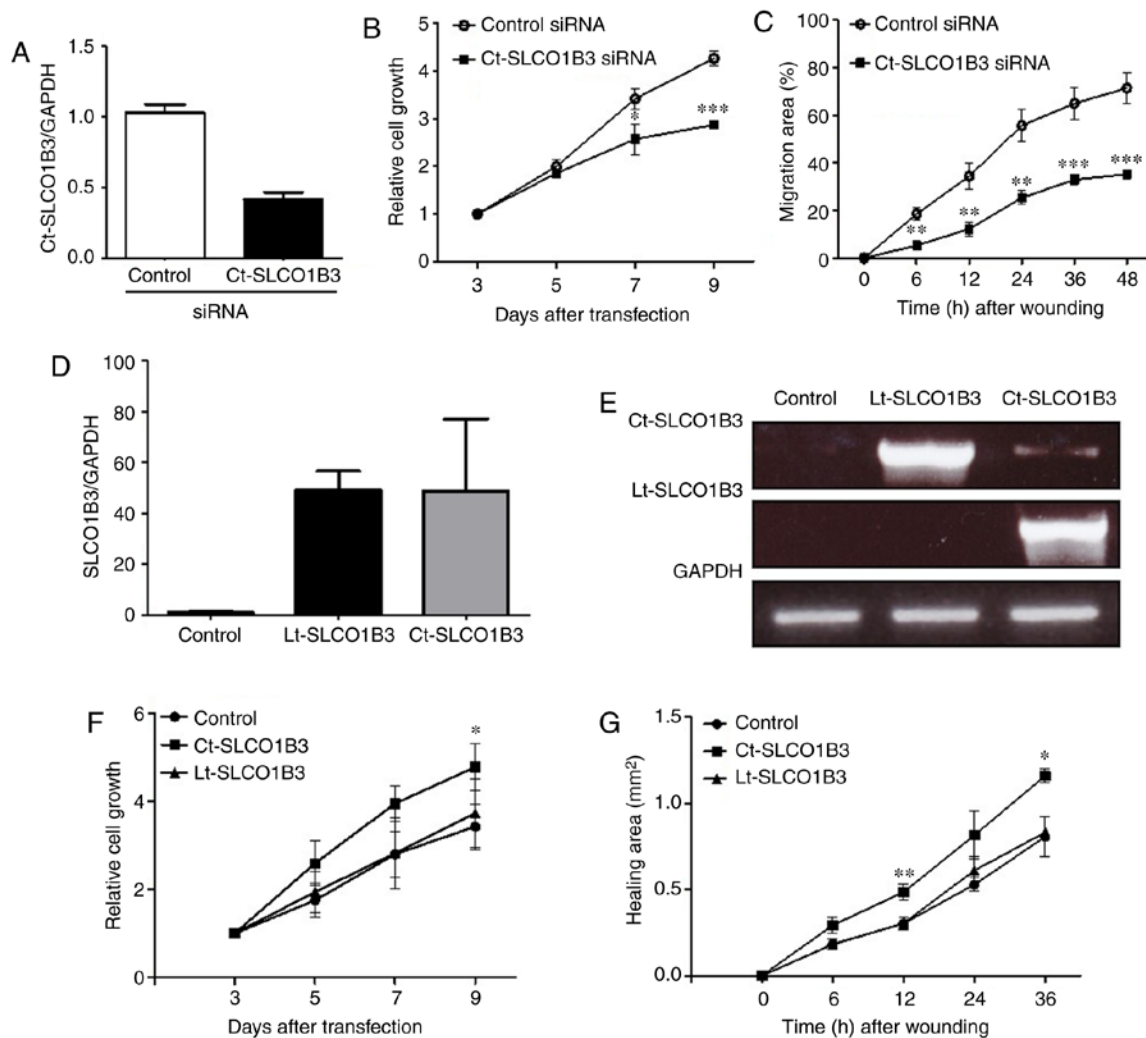 A
Ct-SLCO1B3/GAPDH
1.5
1.0
0.5
0.0
Control
Ct-SLCO1B3
siRNA
B
Control siRNA
Ct-SLCO1B3 siRNA
Relative cell growth
5
4
3
2
1
0
*
***
3
5
7
9
Days after transfection
C
Control siRNA
Ct-SLCO1B3 siRNA
Migration area (%)
100
80
60
40
20
0
**
**
**
***
***
0
6
12
24
36
48
Time (h) after wounding
D
SLCO1B3/GAPDH
100
80
60
40
20
0
Control
Lt-SLCO1B3
Ct-SLCO1B3
E
Control
Lt-SLCO1B3
Ct-SLCO1B3
Ct-SLCO1B3
Lt-SLCO1B3
GAPDH
F
Control
Ct-SLCO1B3
Lt-SLCO1B3
Relative cell growth
6
4
2
0
*
3
5
7
9
Days after transfection
G
Control
Ct-SLCO1B3
Lt-SLCO1B3
Healing area (mm²)
1.5
1.0
0.5
0.0
**
*
0
6
12
24
36
Time (h) after wounding